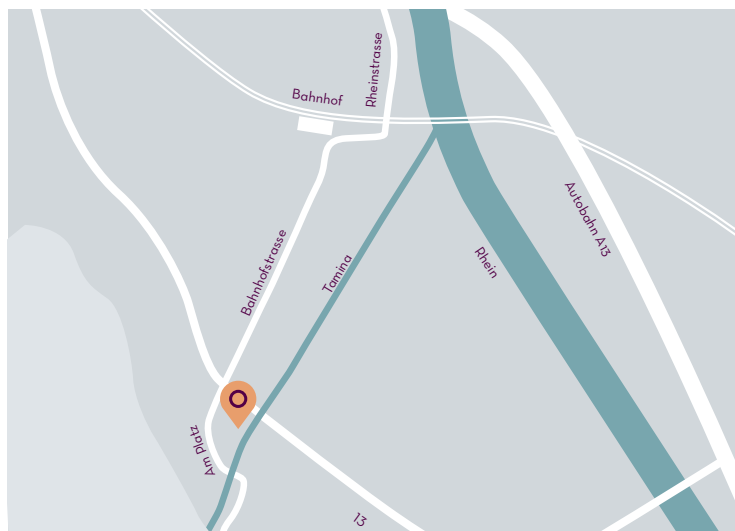 Rheinstrasse
Bahnhof
Autobahn A13
Bahnhofstrasse
Rhein
Tamina
Am Platz
13